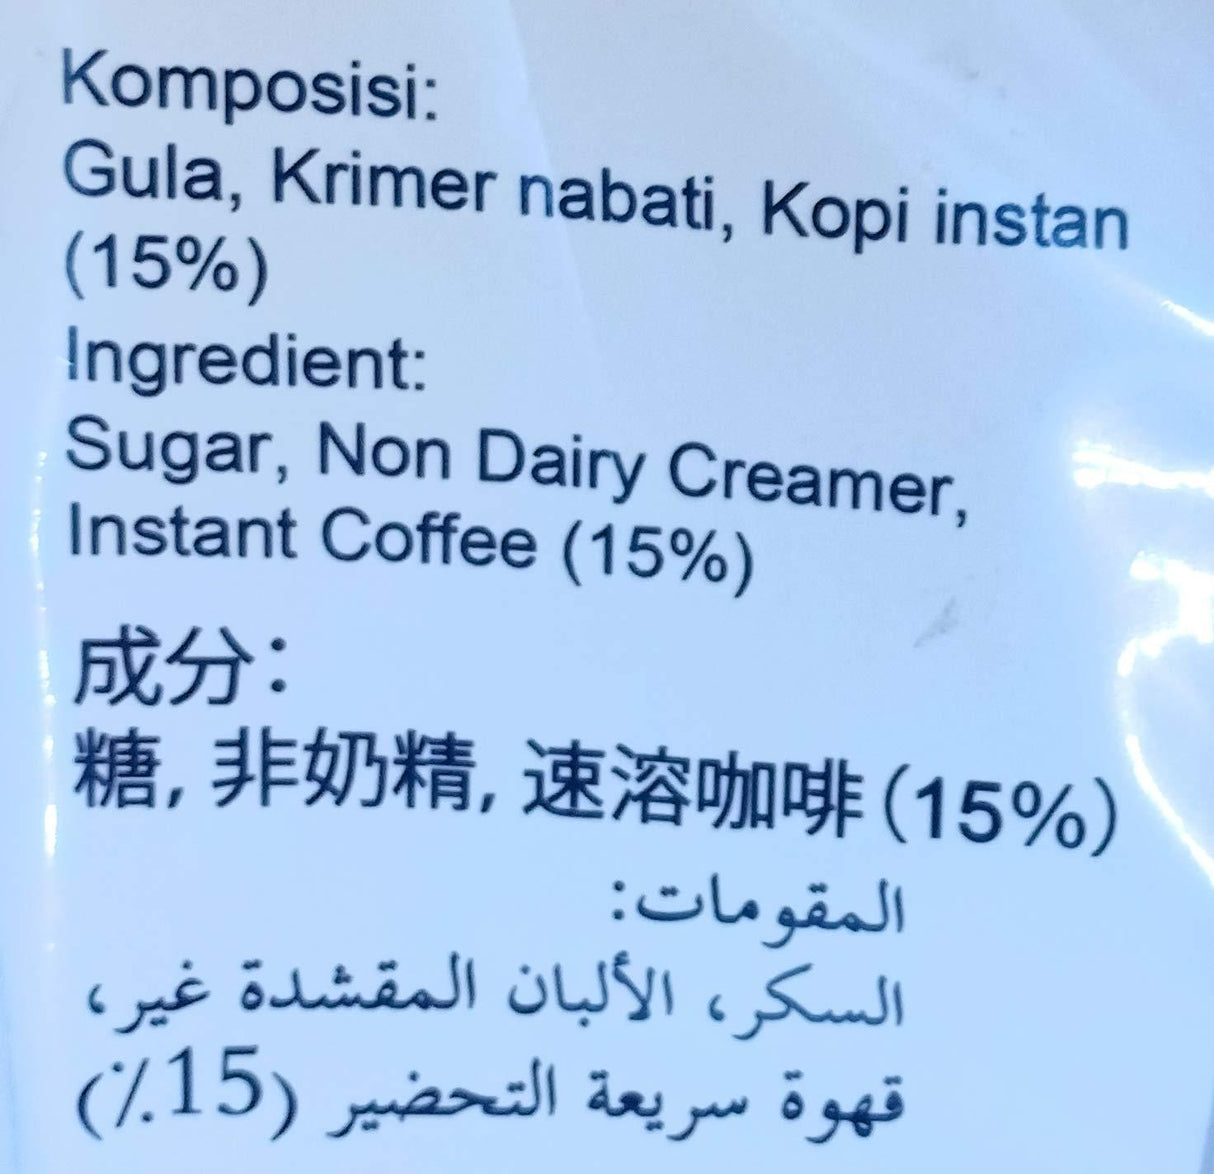 Komposisi:
Gula, Krimer nabati, Kopi instan
(15%)
Ingredient:
Sugar, Non Dairy Creamer,
Instant Coffee (15%)
成分：
糖, 非奶精, 速溶咖啡 (15%)
المقومات:
السكر، الألبان المقشدة غير،
قهوة سريعة التحضير (15٪)